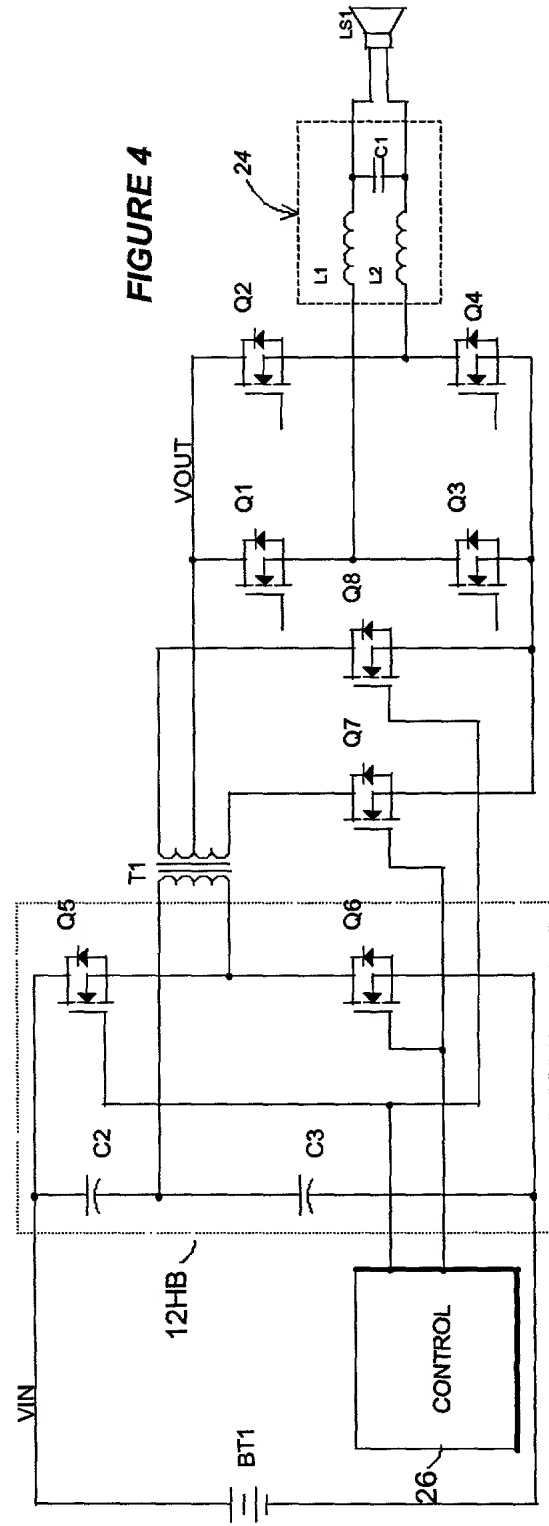 FIGURE 4
VIN
BT1
12HB
C2
C3
Q5
Q6
T1
Q7
Q8
VOUT
Q1
Q2
Q3
Q4
24
L1
L2
C1
LS1
CONTROL
26